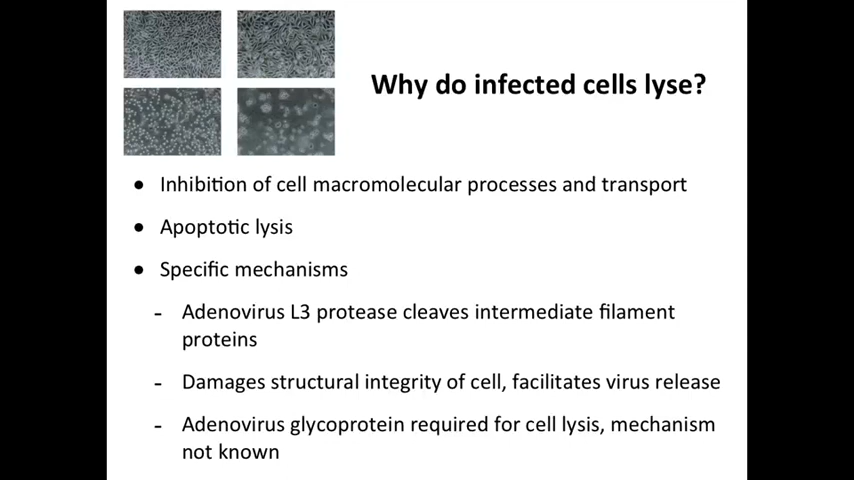 Why do infected cells lyse?
• Inhibition of cell macromolecular processes and transport
• Apoptotic lysis
• Specific mechanisms
- Adenovirus L3 protease cleaves intermediate filament
proteins
- Damages structural integrity of cell, facilitates virus release
- Adenovirus glycoprotein required for cell lysis, mechanism
not known